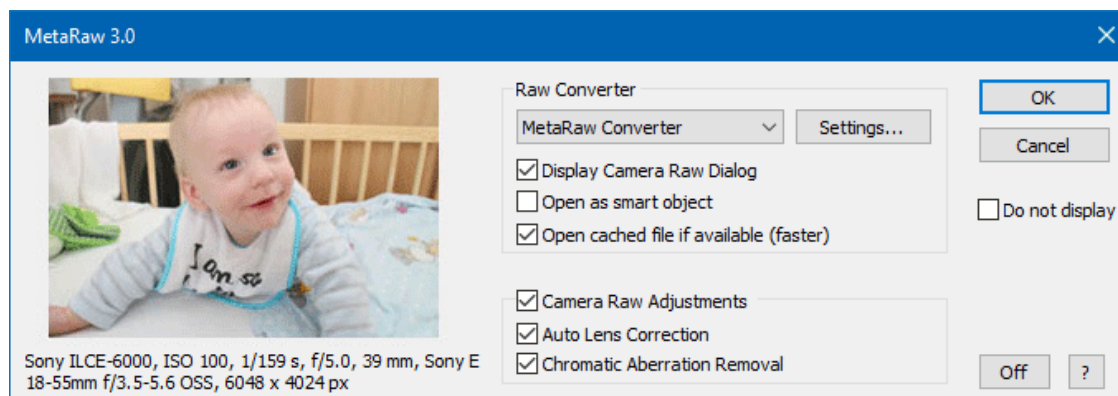 MetaRaw 3.0
Raw Converter
MetaRaw Converter
Settings...
OK
Cancel
Display Camera Raw Dialog
Open as smart object
Do not display
Open cached file if available (faster)
I am so
Camera Raw Adjustments
Auto Lens Correction
Chromatic Aberration Removal
Sony ILCE-6000, ISO 100, 1/159 s, f/5.0, 39 mm, Sony E
18-55mm f/3.5-5.6 OSS, 6048 x 4024 px
Off
?